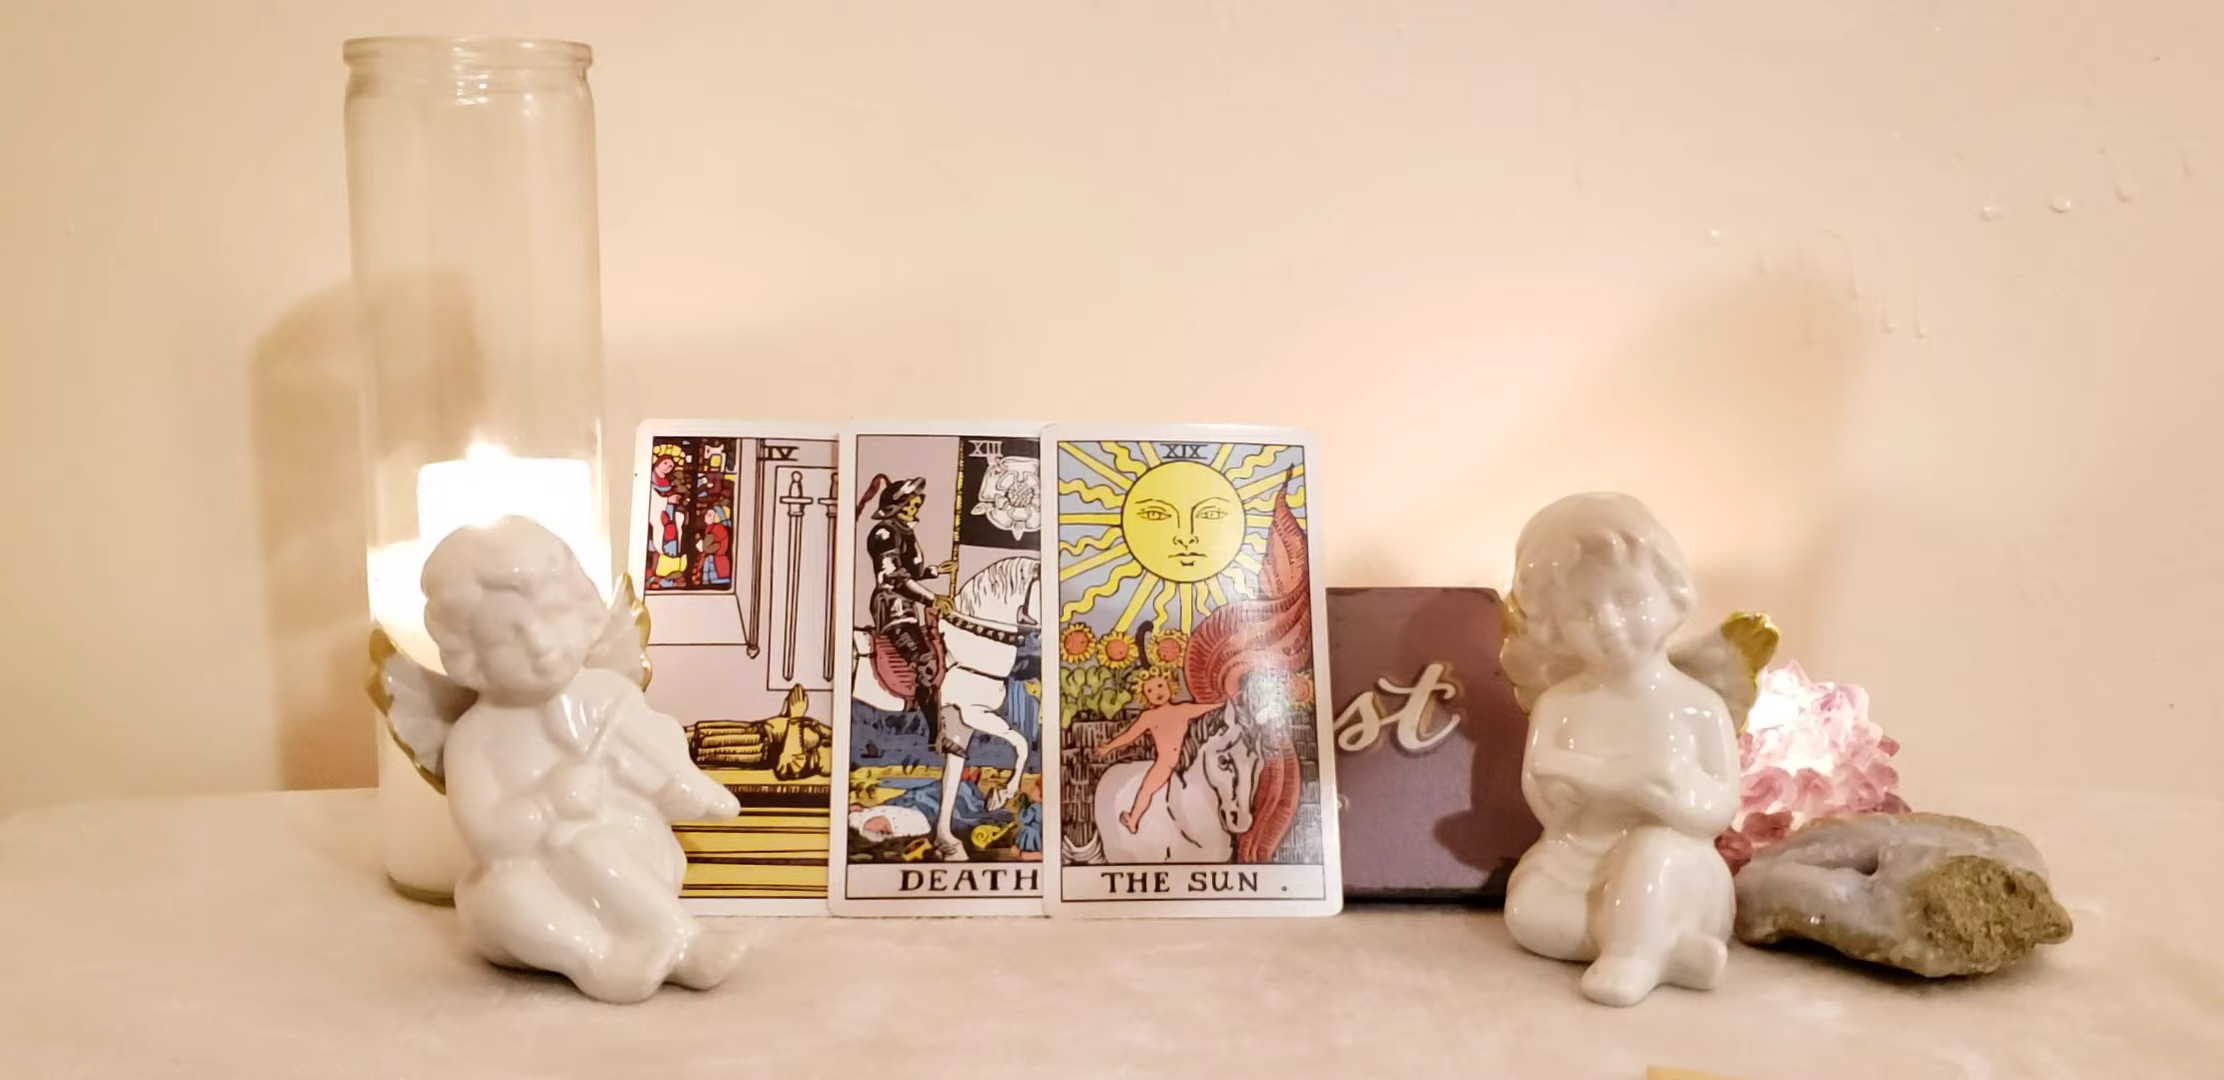 IV
XIII
DEATH
XIX
THE SUN .
st